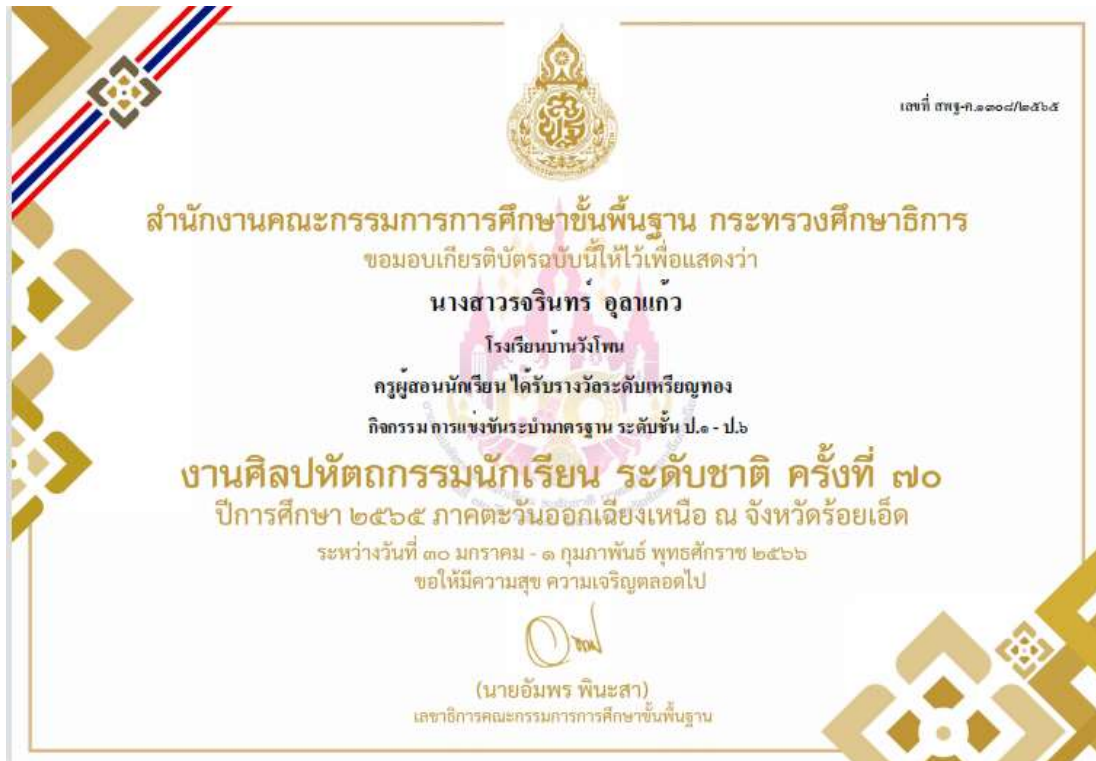 เลขที่ สพฐ-ค.๑๓๐๘/๒๕๖๕
สำนักงานคณะกรรมการการศึกษาขั้นพื้นฐาน กระทรวงศึกษาธิการ
ขอมอบเกียรติบัตรฉบับนี้ให้ไว้เพื่อแสดงว่า
นางสาวรจรินทร์ อุลาแก้ว
โรงเรียนบ้านวังโพน
ครูผู้สอนนักเรียน ได้รับรางวัลระดับเหรียญทอง
กิจกรรม การแข่งขันระบำมาตรฐาน ระดับชั้น ป.๑ - ป.๖
งานศิลปหัตถกรรมนักเรียน ระดับชาติ ครั้งที่ ๗๐
ปีการศึกษา ๒๕๖๕ ภาคตะวันออกเฉียงเหนือ ณ จังหวัดร้อยเอ็ด
ระหว่างวันที่ ๓๐ มกราคม - ๑ กุมภาพันธ์ พุทธศักราช ๒๕๖๖
ขอให้มีความสุข ความเจริญตลอดไป
(นายอัมพร พินะสา)
เลขาธิการคณะกรรมการการศึกษาขั้นพื้นฐาน